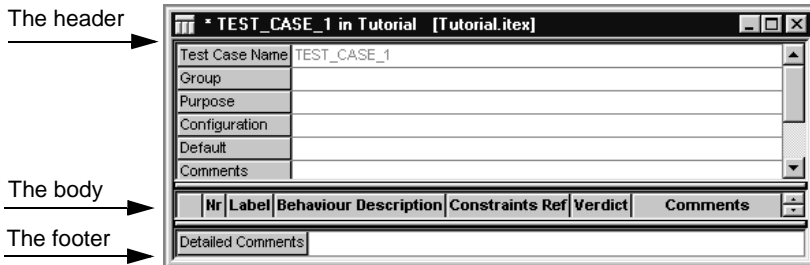 The header
* TEST_CASE_1 in Tutorial [Tutorial.itex]
Test Case Name TEST_CASE_1
Group
Purpose
Configuration
Default
Comments
The body
Nr Label Behaviour Description Constraints Ref Verdict Comments
The footer
Detailed Comments